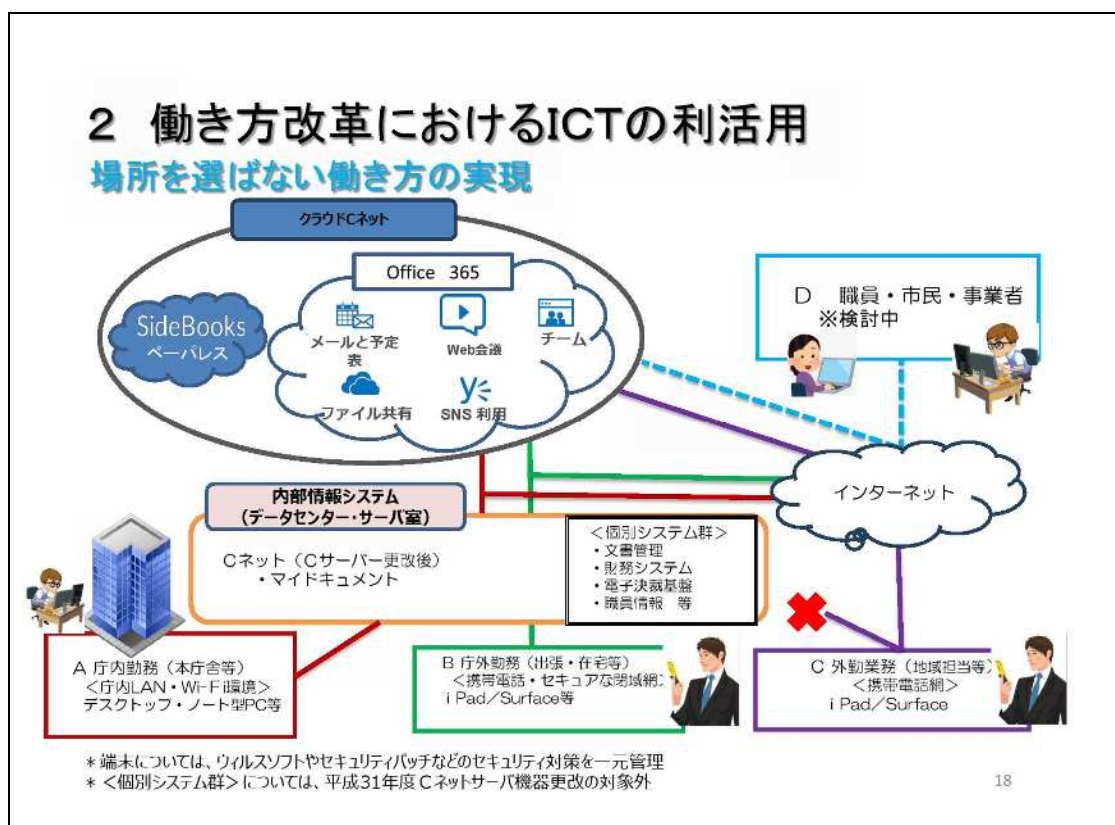 2 働き方改革におけるICTの利活用
場所を選ばない働き方の実現
クラウドCネット
Office 365
SideBooks
ペーパレス
メールと予定
表
Web会議
チーム
ファイル共有
SNS 利用
D 職員・市民・事業者
※検討中
インターネット
内部情報システム
(データセンター・サーバ室)
Cネット(Cサーバー更改後)
・マイドキュメント
<個別システム群>
・文書管理
・財務システム
・電子決裁基盤
・職員情報 等
A 庁内勤務(本庁舎等)
<庁内LAN・Wi-Fi環境>
デスクトップ・ノート型PC等
B 庁外勤務(出張・在宅等)
<携帯電話・セキュアな閉域網>
iPad/Surface等
C 外勤業務(地域担当等)
<携帯電話網>
iPad/Surface
* 端末については、ウィルスソフトやセキュリティパッチなどのセキュリティ対策を一元管理
* <個別システム群>については、平成31年度Cネットサーバ機器更改の対象外
18